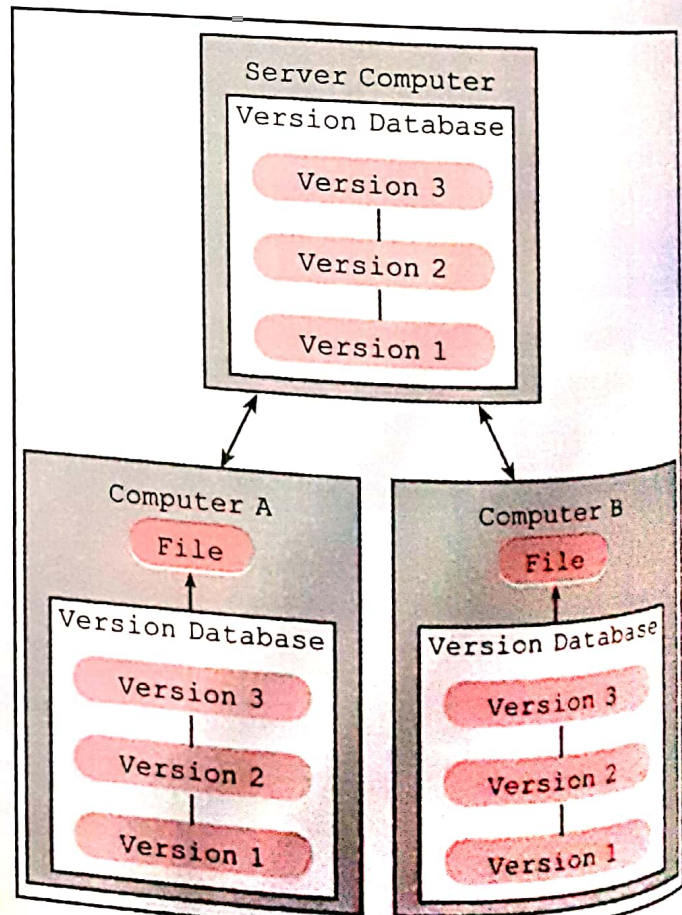 Server Computer
Version Database
Version 3
Version 2
Version 1
Computer A
File
Version Database
Version 3
Version 2
Version 1
Computer B
File
Version Database
Version 3
Version 2
Version 1